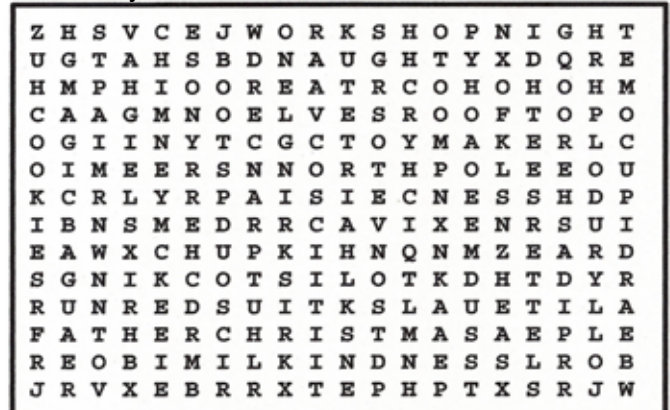 Z H S V C E J W O R K S H O P N I G H T
U G T A H S B D N A U G H T Y X D Q R E
H M P H I O O R E A T R C O H O H O H M
C A A G M N O E L V E S R O O F T O P O
O G I I N Y T C G C T O Y M A K E R L C
O I M E E R S N N O R T H P O L E E O U
K C R L Y R P A I S I E C N E S S H D P
I B N S M E D R R C A V I X E N R S U I
E A W X C H U P K I H N Q N M Z E A R D
S G N I K C O T S I L O T K D H T D Y R
R U N R E D S U I T K S L A U E T I L A
F A T H E R C H R I S T M A S A E P L E
R E O B I M I L K I N D N E S S L R O B
J R V X E B R R X T E P H P T X S R J W